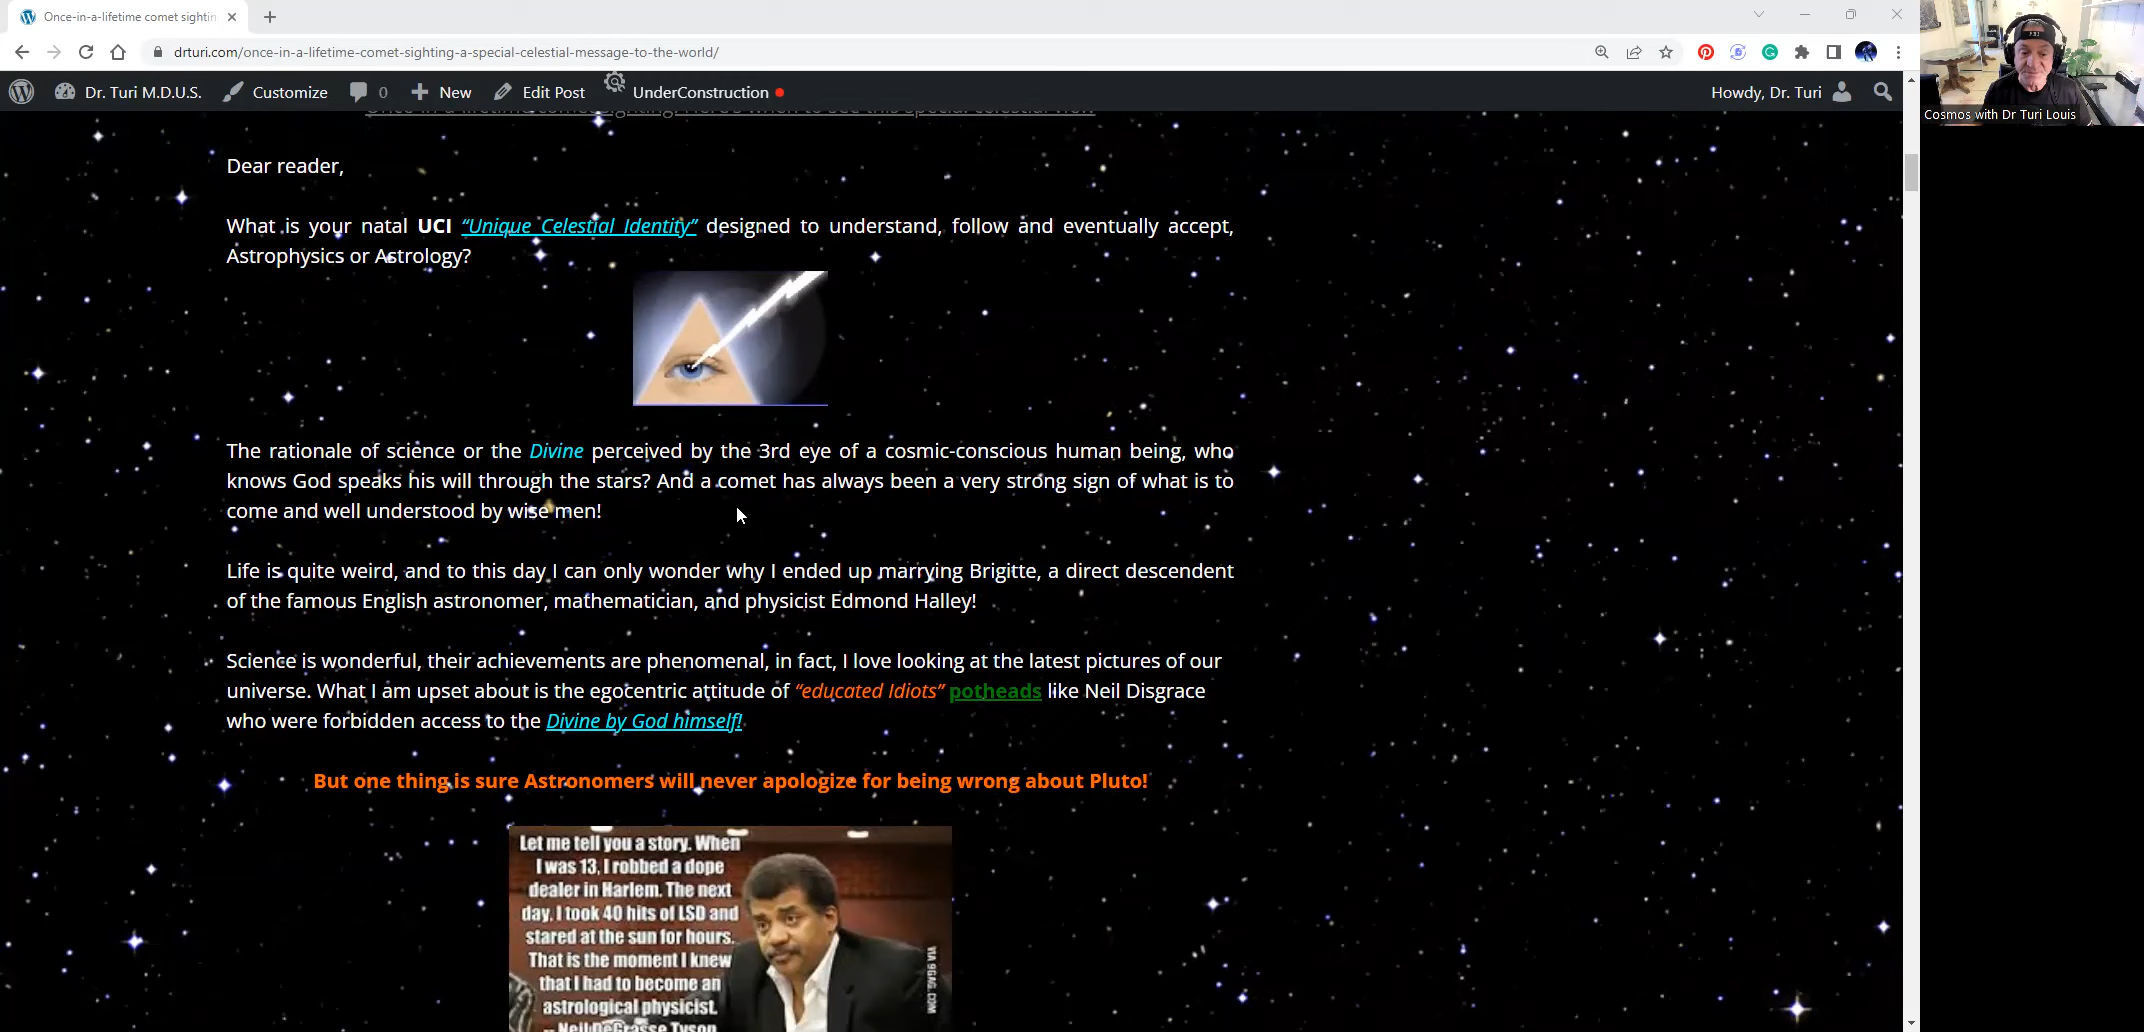 Once-in-a-lifetime comet sightin
drturi.com/once-in-a-lifetime-comet-sighting-a-special-celestial-message-to-the-world/
Dr. Turi M.D.U.S.
Customize
0
New
Edit Post
UnderConstruction
Howdy, Dr. Turi
Cosmos with Dr Turi Louis
Dear reader,
What is your natal UCI “Unique Celestial Identity” designed to understand, follow and eventually accept,
Astrophysics or Astrology?
The rationale of science or the Divine perceived by the 3rd eye of a cosmic-conscious human being, who
knows God speaks his will through the stars? And a comet has always been a very strong sign of what is to
come and well understood by wise men!
Life is quite weird, and to this day I can only wonder why I ended up marrying Brigitte, a direct descendent
of the famous English astronomer, mathematician, and physicist Edmond Halley!
Science is wonderful, their achievements are phenomenal, in fact, I love looking at the latest pictures of our
universe. What I am upset about is the egocentric attitude of “educated Idiots” potheads like Neil Disgrace
who were forbidden access to the Divine by God himself!
But one thing is sure Astronomers will never apologize for being wrong about Pluto!
Let me tell you a story. When
I was 13, I robbed a dope
dealer in Harlem. The next
day, I took 40 hits of LSD and
stared at the sun for hours.
That is the moment I knew
that I had to become an
astrological physicist.
-- Neil DeGrasse Tyson
VIA 9GAG.COM